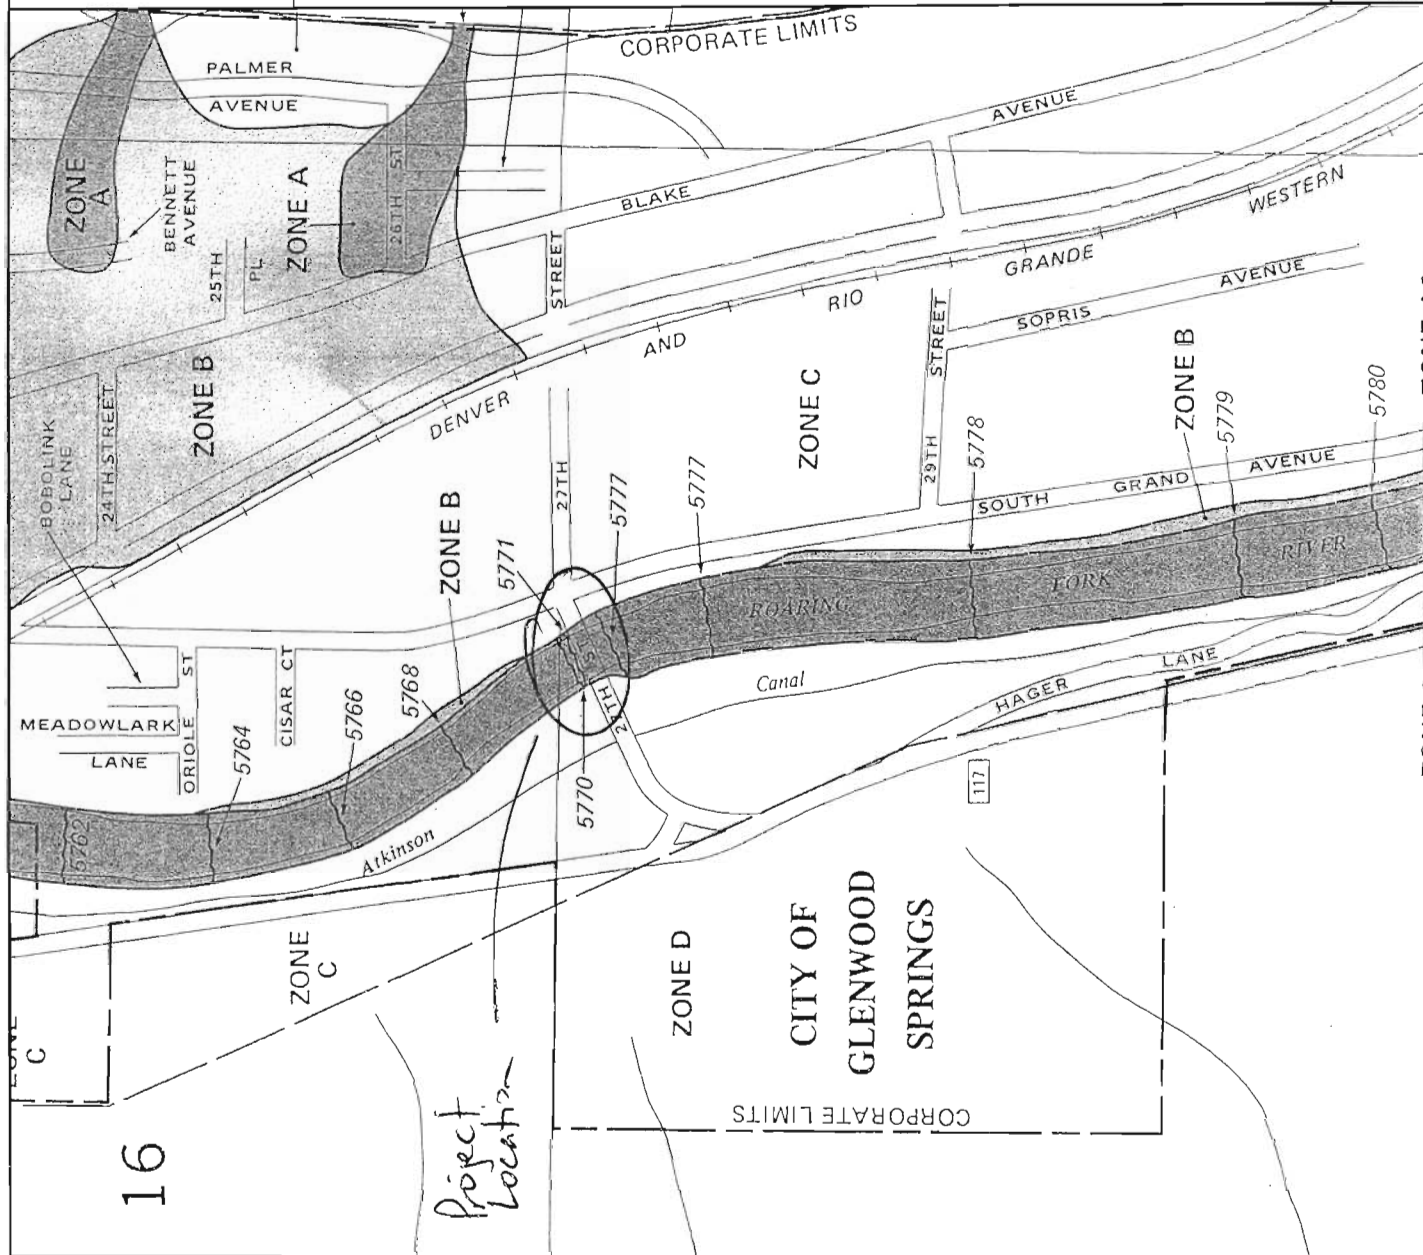 CORPORATE LIMITS
PALMER
AVENUE
AVENUE
ZONE
A
BENNETT
AVENUE
ZONE A
26TH ST
BLAKE
WESTERN
25TH
PL
STREET
GRANDE
RIO
AND
DENVER
AVENUE
SOPRIS
STREET
29TH
ZONE B
24TH STREET
BOBOLINK
LANE
ZONE C
ZONE B
5780
5779
5778
5777
5777
27TH
5771
ZONE B
SOUTH GRAND AVENUE
ROARING FORK RIVER
27TH ST
MEADOWLARK
LANE
ORIOLE ST
CISAR CT
5768
5766
5764
5762
5770
Atkinson
Canal
HAGER LANE
117
ZONE
C
C
ZONE D
CITY OF
GLENWOOD
SPRINGS
CORPORATE LIMITS
16
Project
Location